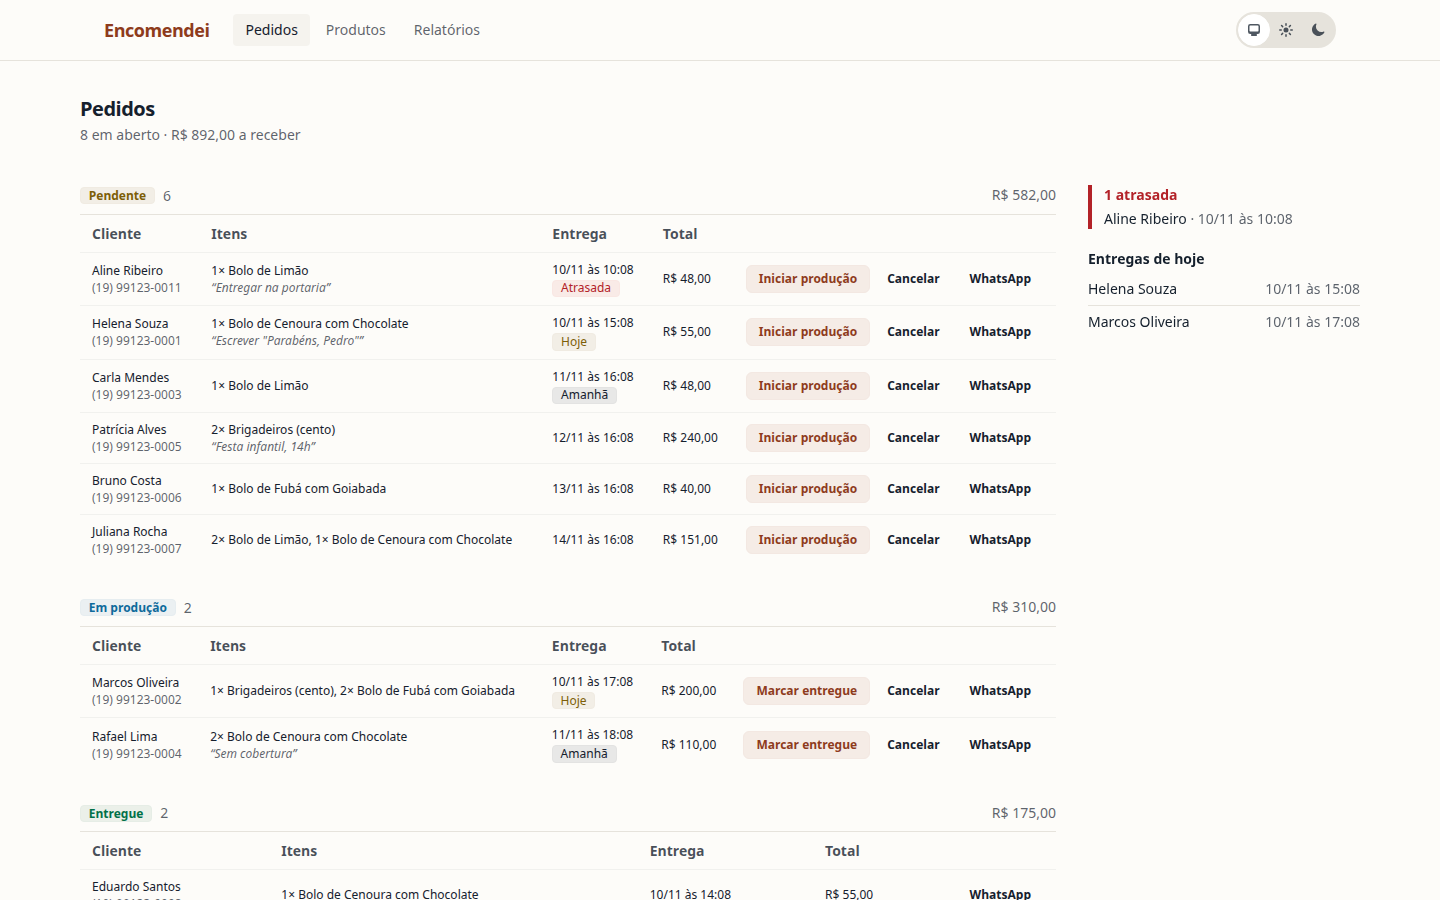 Encomendei Pedidos Produtos Relatórios
Pedidos
8 em aberto · R$ 892,00 a receber
Pendente 6 R$ 582,00
Cliente Itens Entrega Total
Aline Ribeiro 1× Bolo de Limão 10/11 às 10:08 R$ 48,00 Iniciar produção Cancelar WhatsApp
(19) 99123-0011 “Entregar na portaria” Atrasada
Helena Souza 1× Bolo de Cenoura com Chocolate 10/11 às 15:08 R$ 55,00 Iniciar produção Cancelar WhatsApp
(19) 99123-0001 “Escrever "Parabéns, Pedro"” Hoje
Carla Mendes 1× Bolo de Limão 11/11 às 16:08 R$ 48,00 Iniciar produção Cancelar WhatsApp
(19) 99123-0003 Amanhã
Patrícia Alves 2× Brigadeiros (cento) 12/11 às 16:08 R$ 240,00 Iniciar produção Cancelar WhatsApp
(19) 99123-0005 “Festa infantil, 14h”
Bruno Costa 1× Bolo de Fubá com Goiabada 13/11 às 16:08 R$ 40,00 Iniciar produção Cancelar WhatsApp
(19) 99123-0006
Juliana Rocha 2× Bolo de Limão, 1× Bolo de Cenoura com Chocolate 14/11 às 16:08 R$ 151,00 Iniciar produção Cancelar WhatsApp
(19) 99123-0007
Em produção 2 R$ 310,00
Cliente Itens Entrega Total
Marcos Oliveira 1× Brigadeiros (cento), 2× Bolo de Fubá com Goiabada 10/11 às 17:08 R$ 200,00 Marcar entregue Cancelar WhatsApp
(19) 99123-0002 Hoje
Rafael Lima 2× Bolo de Cenoura com Chocolate 11/11 às 18:08 R$ 110,00 Marcar entregue Cancelar WhatsApp
(19) 99123-0004 “Sem cobertura” Amanhã
Entregue 2 R$ 175,00
Cliente Itens Entrega Total
Eduardo Santos 1× Bolo de Cenoura com Chocolate 10/11 às 14:08 R$ 55,00 WhatsApp
1 atrasada
Aline Ribeiro · 10/11 às 10:08
Entregas de hoje
Helena Souza 10/11 às 15:08
Marcos Oliveira 10/11 às 17:08